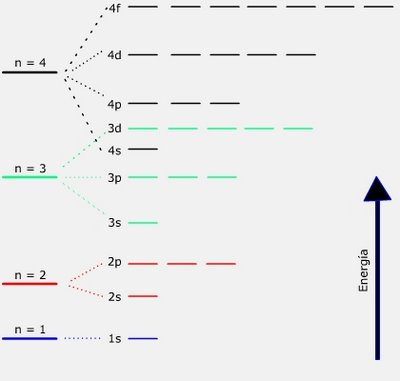 4f
n = 4
4d
4p
3d
4s
n = 3
3p
3s
2p
n = 2
2s
n = 1
1s
Energía